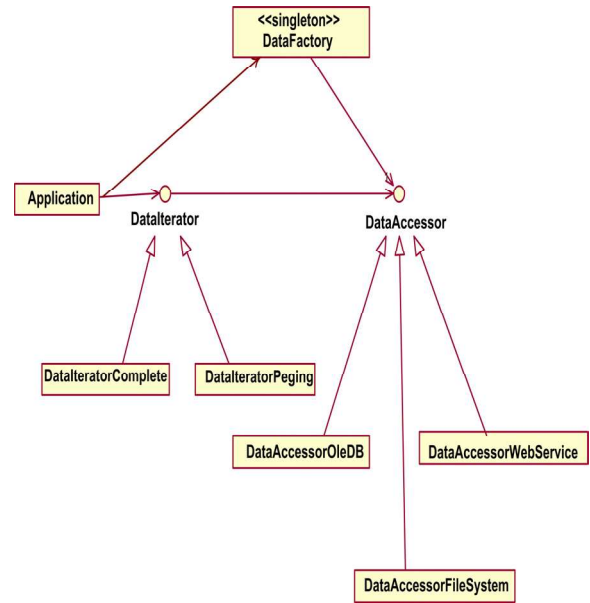 <<singleton>>
DataFactory
Application
DataIterator
DataAccessor
DataIteratorComplete
DataIteratorPeging
DataAccessorOleDB
DataAccessorWebService
DataAccessorFileSystem